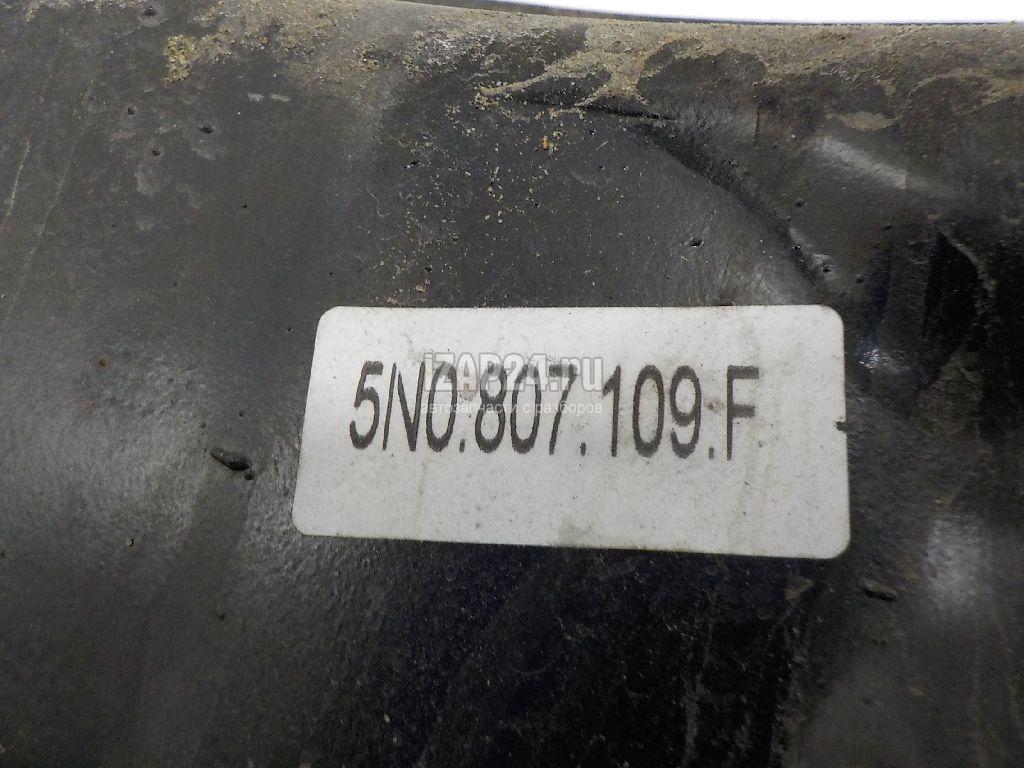 iZAP24.ru
5N0.807.109.F
автозапчасти с разборов